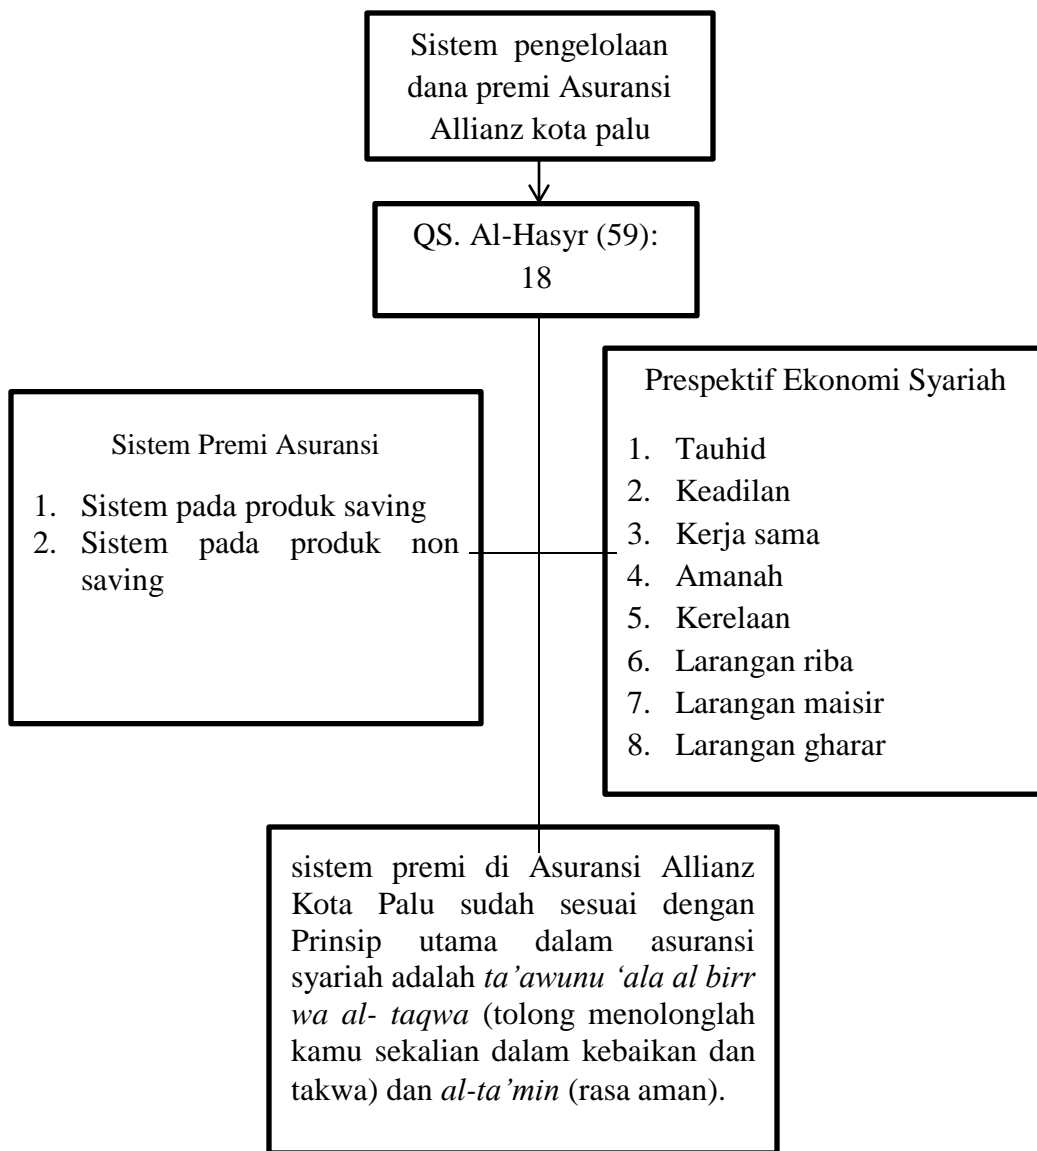 Sistem pengelolaan
dana premi Asuransi
Allianz kota palu
QS. Al-Hasyr (59):
18
Sistem Premi Asuransi
1. Sistem pada produk saving
2. Sistem pada produk non
saving
Prespektif Ekonomi Syariah
1. Tauhid
2. Keadilan
3. Kerja sama
4. Amanah
5. Kerelaan
6. Larangan riba
7. Larangan maisir
8. Larangan gharar
sistem premi di Asuransi Allianz
Kota Palu sudah sesuai dengan
Prinsip utama dalam asuransi
syariah adalah ta’awunu ‘ala al birr
wa al- taqwa (tolong menolonglah
kamu sekalian dalam kebaikan dan
takwa) dan al-ta’min (rasa aman).